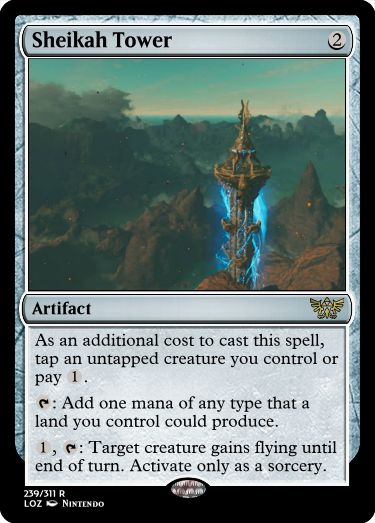 Sheikah Tower 2
Artifact
As an additional cost to cast this spell,
tap an untapped creature you control or
pay 1.
: Add one mana of any type that a
land you control could produce.
1, : Target creature gains flying until
end of turn. Activate only as a sorcery.
239/311 R
LOZ Nintendo